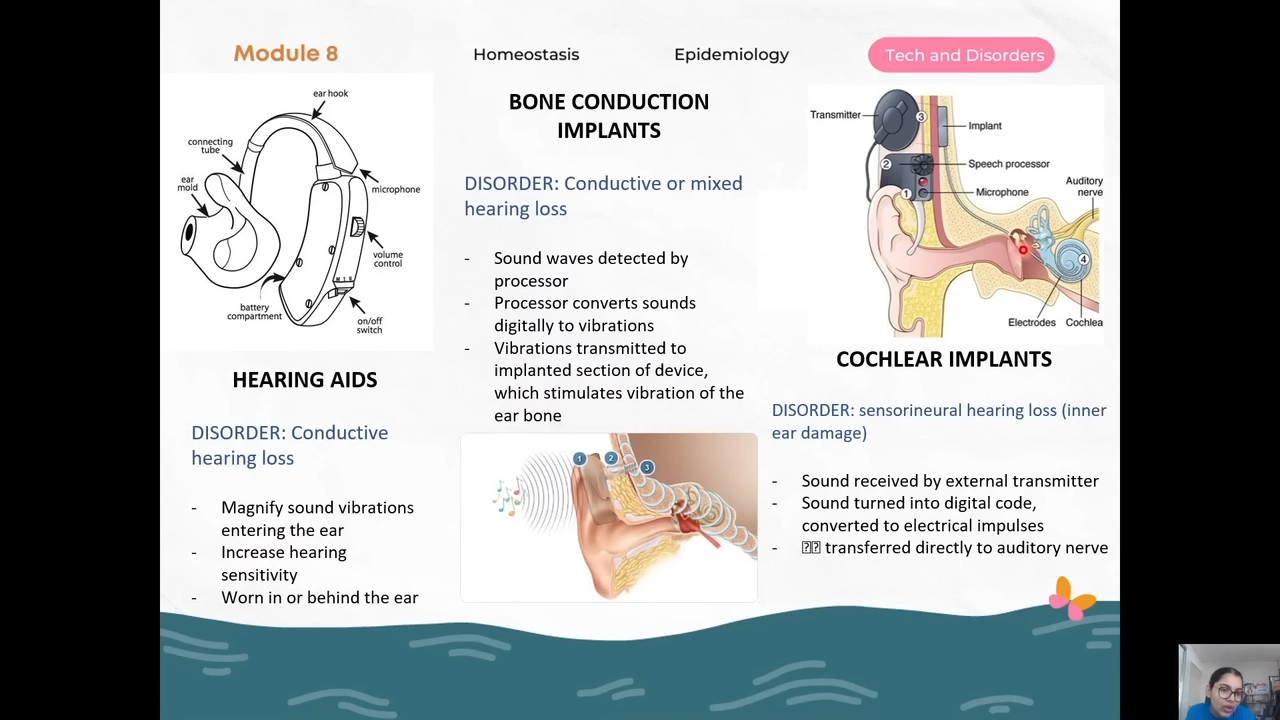 Module 8
Homeostasis
Epidemiology
Tech and Disorders
ear hook
connecting
tube
ear
mold
microphone
volume
control
battery
compartment
on/off
switch
M T O
HEARING AIDS
DISORDER: Conductive
hearing loss
- Magnify sound vibrations
entering the ear
- Increase hearing
sensitivity
- Worn in or behind the ear
BONE CONDUCTION
IMPLANTS
DISORDER: Conductive or mixed
hearing loss
- Sound waves detected by
processor
- Processor converts sounds
digitally to vibrations
- Vibrations transmitted to
implanted section of device,
which stimulates vibration of the
ear bone
1
2
3
Transmitter
3
Implant
2
Speech processor
1
Microphone
Auditory
nerve
4
Electrodes
Cochlea
COCHLEAR IMPLANTS
DISORDER: sensorineural hearing loss (inner
ear damage)
- Sound received by external transmitter
- Sound turned into digital code,
converted to electrical impulses
- transferred directly to auditory nerve